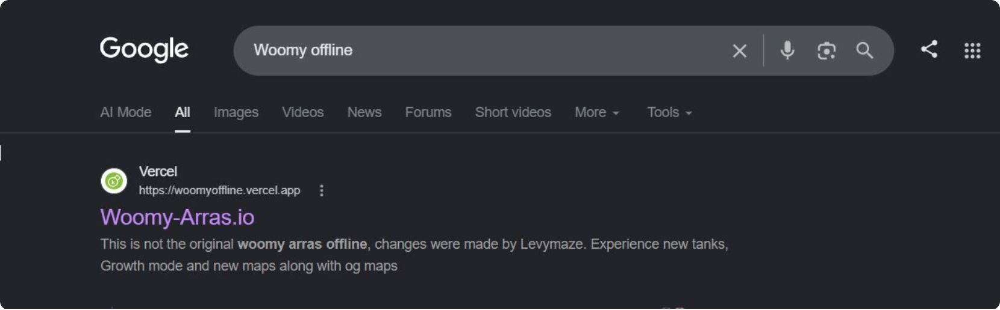 Google
Woomy offline
AI Mode All Images Videos News Forums Short videos More Tools
Vercel
https://woomyoffline.vercel.app
Woomy-Arras.io
This is not the original woomy arras offline, changes were made by Levymaze. Experience new tanks,
Growth mode and new maps along with og maps